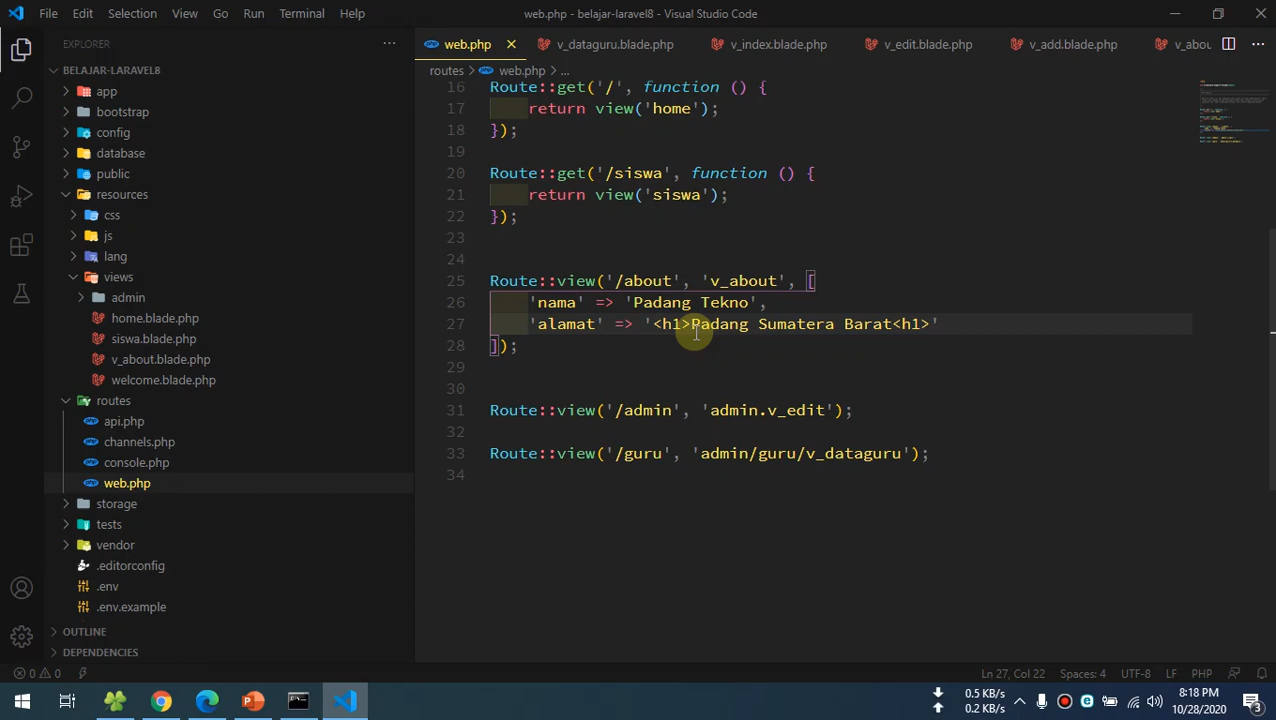 File Edit Selection View Go Run Terminal Help
web.php - belajar-laravel8 - Visual Studio Code
EXPLORER
BELAJAR-LARAVEL8
app
bootstrap
config
database
public
resources
css
js
lang
views
admin
home.blade.php
siswa.blade.php
v_about.blade.php
welcome.blade.php
routes
api.php
channels.php
console.php
web.php
storage
tests
vendor
.editorconfig
.env
.env.example
OUTLINE
DEPENDENCIES
web.php v_dataguru.blade.php v_index.blade.php v_edit.blade.php v_add.blade.php v_abou
routes > web.php > ...
16 Route::get('/', function () {
17 return view('home');
18 });
19
20 Route::get('/siswa', function () {
21 return view('siswa');
22 });
23
24
25 Route::view('/about', 'v_about', [
26 'nama' => 'Padang Tekno',
27 'alamat' => '<h1>Padang Sumatera Barat<h1>'
28 ]);
29
30
31 Route::view('/admin', 'admin.v_edit');
32
33 Route::view('/guru', 'admin/guru/v_dataguru');
34
0 0 Ln 27, Col 22 Spaces: 4 UTF-8 LF PHP
0.5 KB/s
1 KB/s
8:18 PM
10/28/2020
3